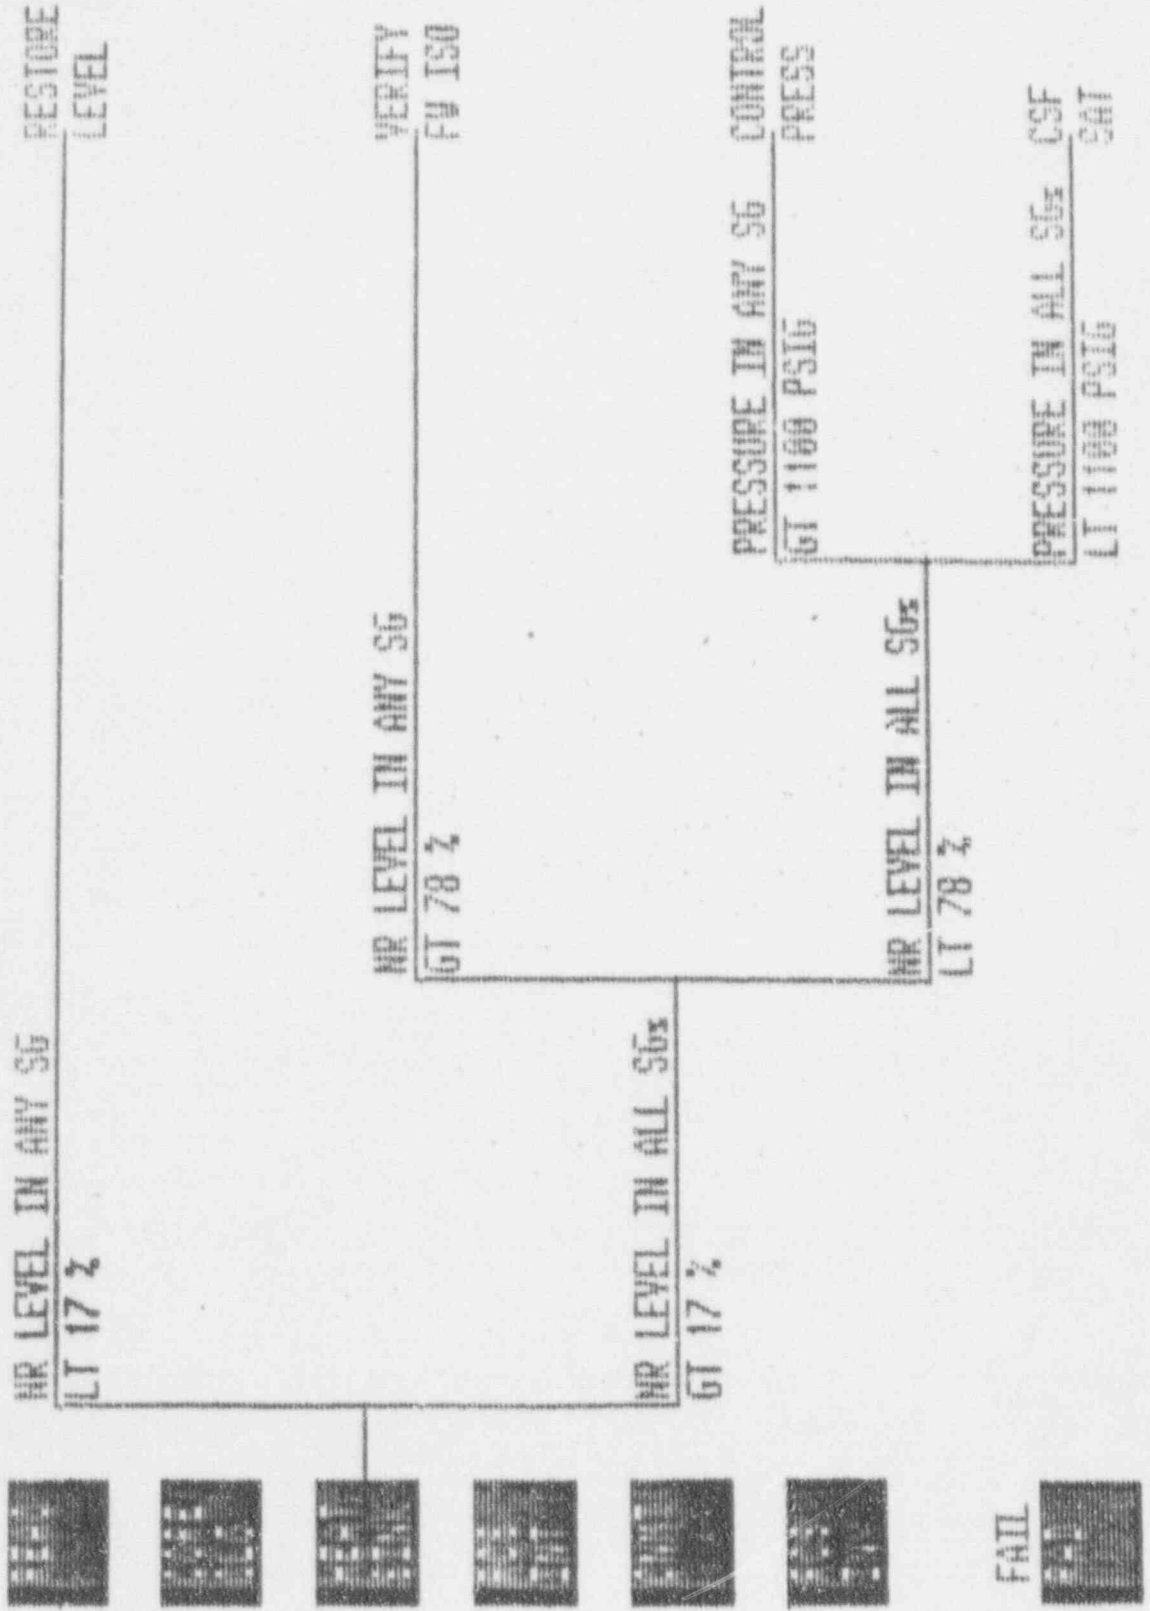 NR LEVEL IN ANY SG
LT 17 %
RESTORE
LEVEL
NR LEVEL IN ANY SG
GT 78 %
VERIFY
FW ISO
NR LEVEL IN ALL SGs
GT 17 %
PRESSURE IN ANY SG
GT 1100 PSIG
CONTROL
PRESS
NR LEVEL IN ALL SGs
LT 78 %
PRESSURE IN ALL SGs
LT 1100 PSIG
CSF
SAT
FAIL